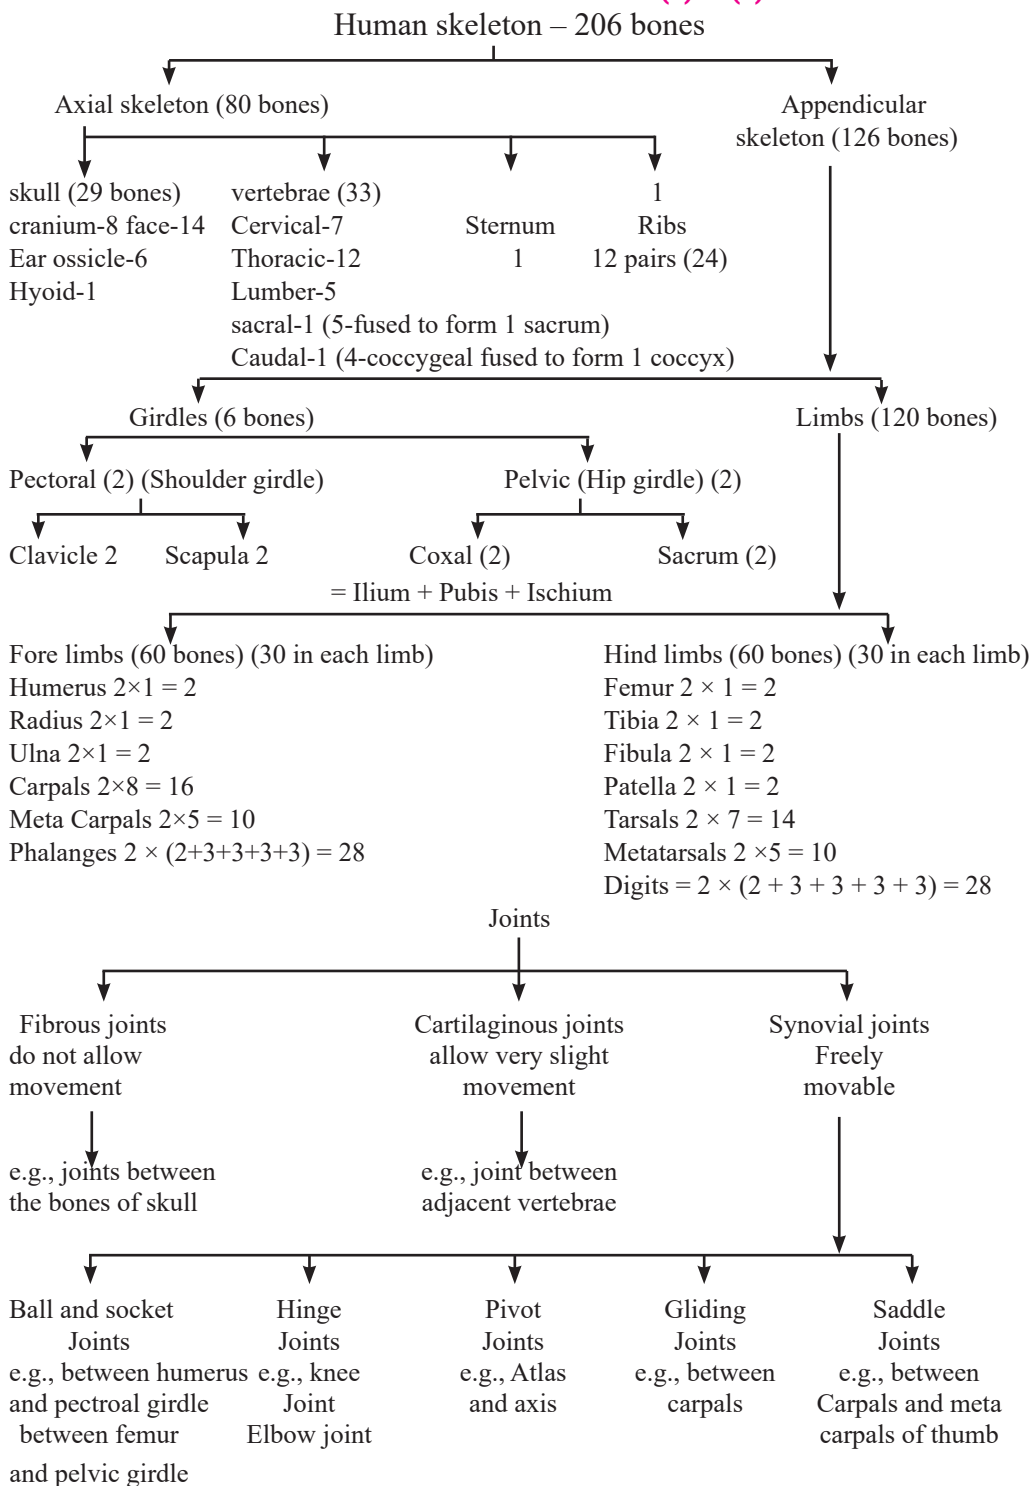 Human skeleton – 206 bones
Axial skeleton (80 bones)
Appendicular
skeleton (126 bones)
skull (29 bones)
cranium-8 face-14
Ear ossicle-6
Hyoid-1
vertebrae (33)
Cervical-7
Thoracic-12
Lumber-5
sacral-1 (5-fused to form 1 sacrum)
Caudal-1 (4-coccygeal fused to form 1 coccyx)
Sternum
1
1
Ribs
12 pairs (24)
Girdles (6 bones)
Limbs (120 bones)
Pectoral (2) (Shoulder girdle)
Pelvic (Hip girdle) (2)
Clavicle 2
Scapula 2
Coxal (2)
Sacrum (2)
= Ilium + Pubis + Ischium
Fore limbs (60 bones) (30 in each limb)
Humerus 2×1 = 2
Radius 2×1 = 2
Ulna 2×1 = 2
Carpals 2×8 = 16
Meta Carpals 2×5 = 10
Phalanges 2 × (2+3+3+3+3) = 28
Hind limbs (60 bones) (30 in each limb)
Femur 2 × 1 = 2
Tibia 2 × 1 = 2
Fibula 2 × 1 = 2
Patella 2 × 1 = 2
Tarsals 2 × 7 = 14
Metatarsals 2 ×5 = 10
Digits = 2 × (2 + 3 + 3 + 3 + 3) = 28
Joints
Fibrous joints
do not allow
movement
e.g., joints between
the bones of skull
Cartilaginous joints
allow very slight
movement
e.g., joint between
adjacent vertebrae
Synovial joints
Freely
movable
Ball and socket
Joints
e.g., between humerus
and pectroal girdle
between femur
and pelvic girdle
Hinge
Joints
e.g., knee
Joint
Elbow joint
Pivot
Joints
e.g., Atlas
and axis
Gliding
Joints
e.g., between
carpals
Saddle
Joints
e.g., between
Carpals and meta
carpals of thumb